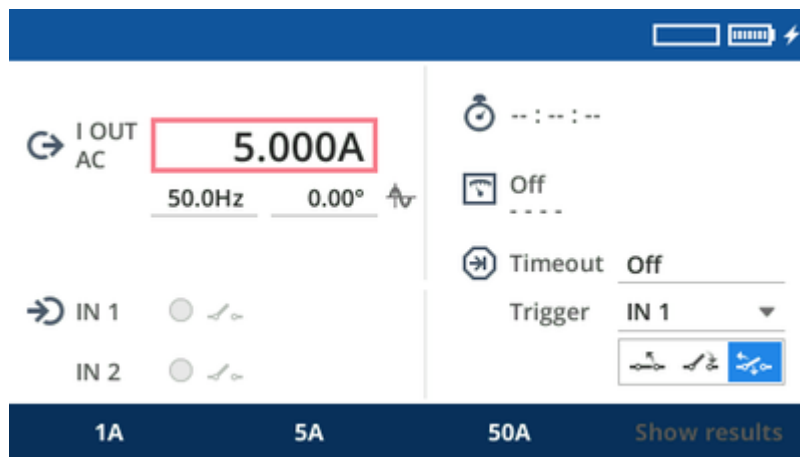 I OUT
AC
5.000A
50.0Hz
0.00°
IN 1
IN 2
--:--:--
Off
----
Timeout Off
Trigger IN 1
1A
5A
50A
Show results